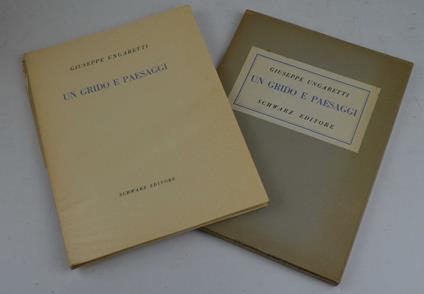 GIUSEPPE UNGARETTI
UN GRIDO E PAESAGGI
SCHWARZ EDITORE
GIUSEPPE UNGARETTI
UN GRIDO E PAESAGGI
SCHWARZ EDITORE